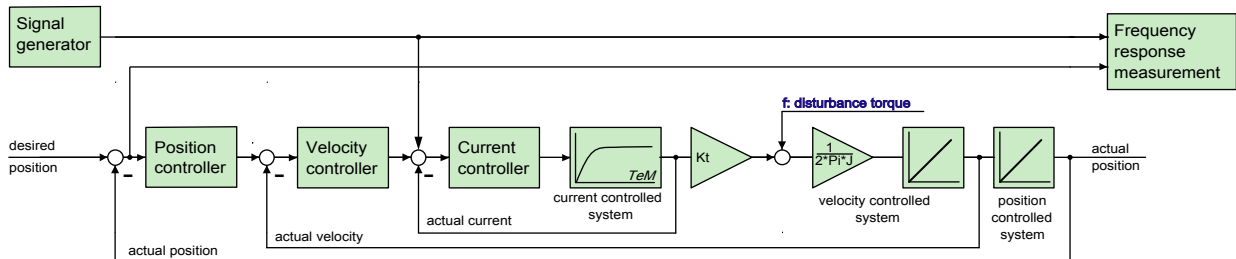 Signal
generator
Frequency
response
measurement
f: disturbance torque
desired
position
Position
controller
Velocity
controller
Current
controller
TeM
Kt
1
2*Pi*J
actual
position
current controlled
system
velocity controlled
system
position
controlled
system
actual current
actual velocity
actual position